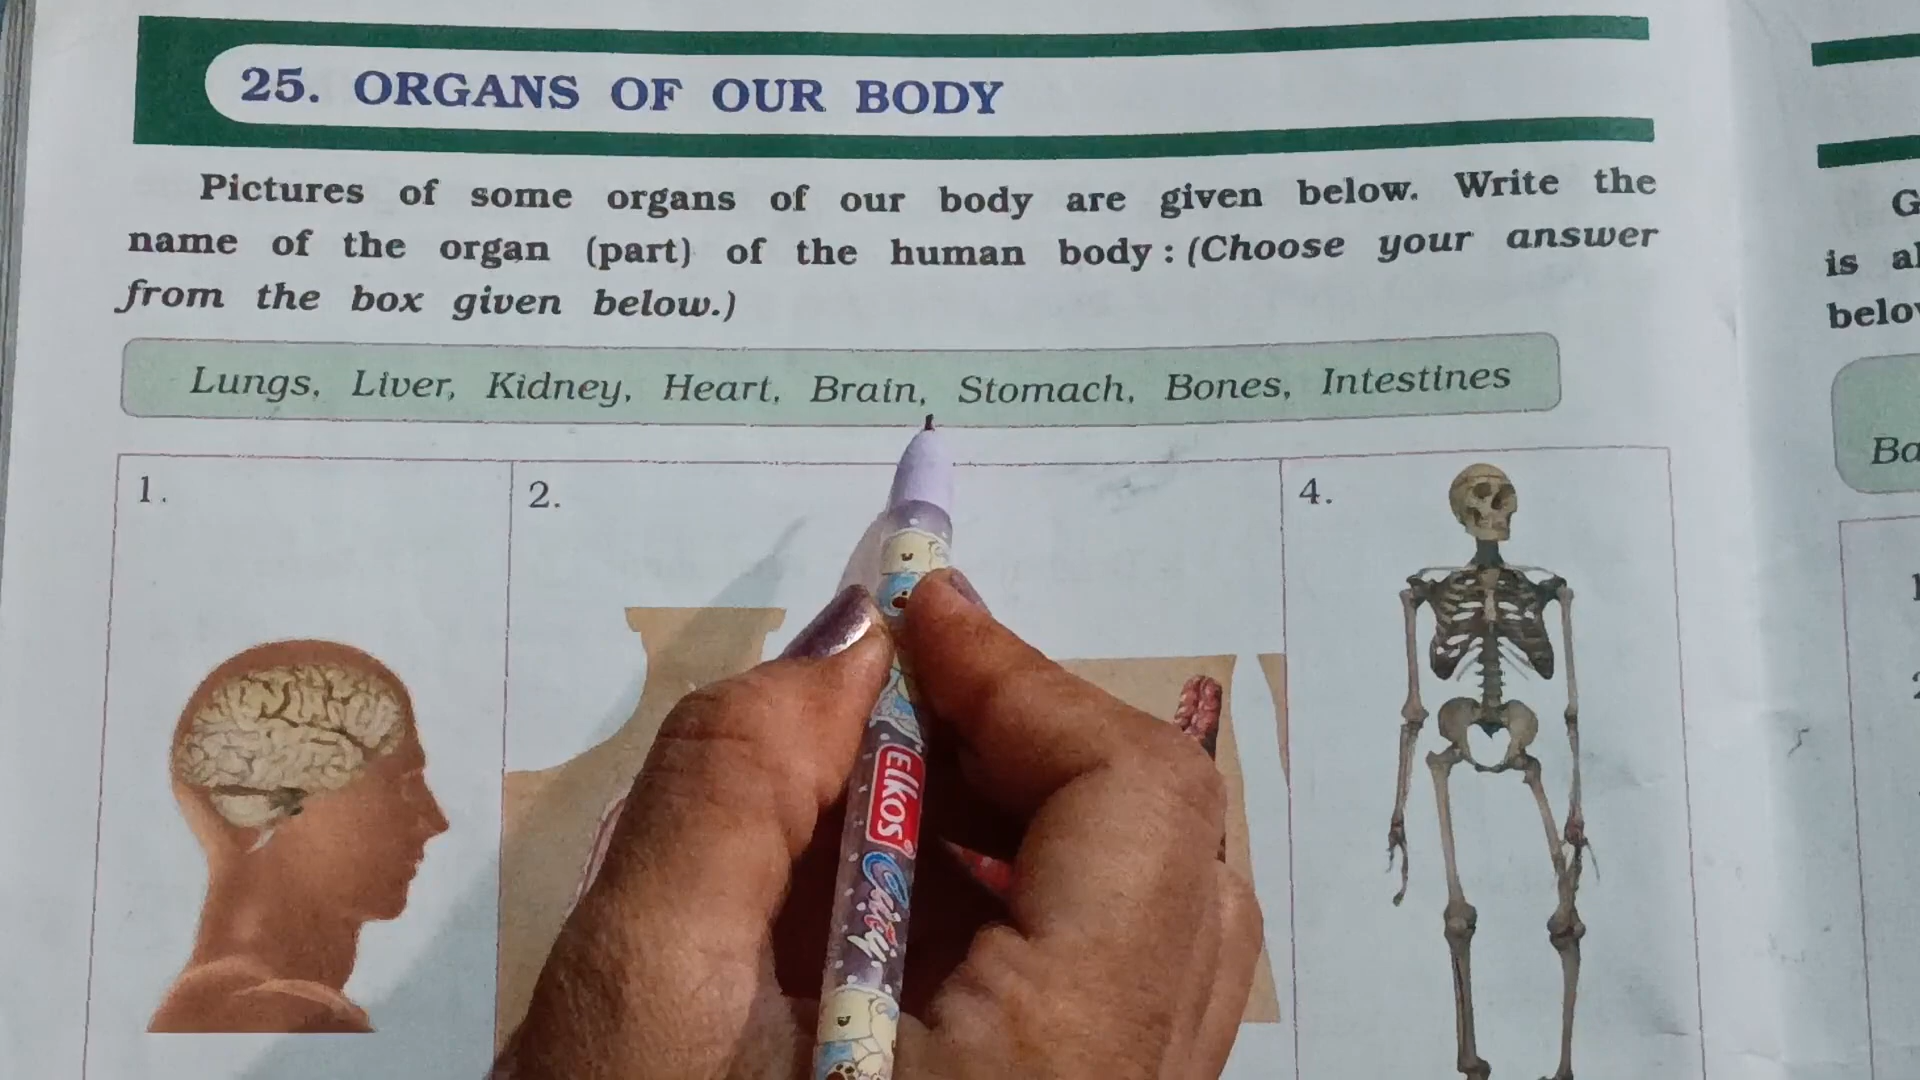 25. ORGANS OF OUR BODY
Pictures of some organs of our body are given below. Write the
name of the organ (part) of the human body : (Choose your answer
from the box given below.)
Lungs, Liver, Kidney, Heart, Brain, Stomach, Bones, Intestines
1.
2.
4.
Elkos
is